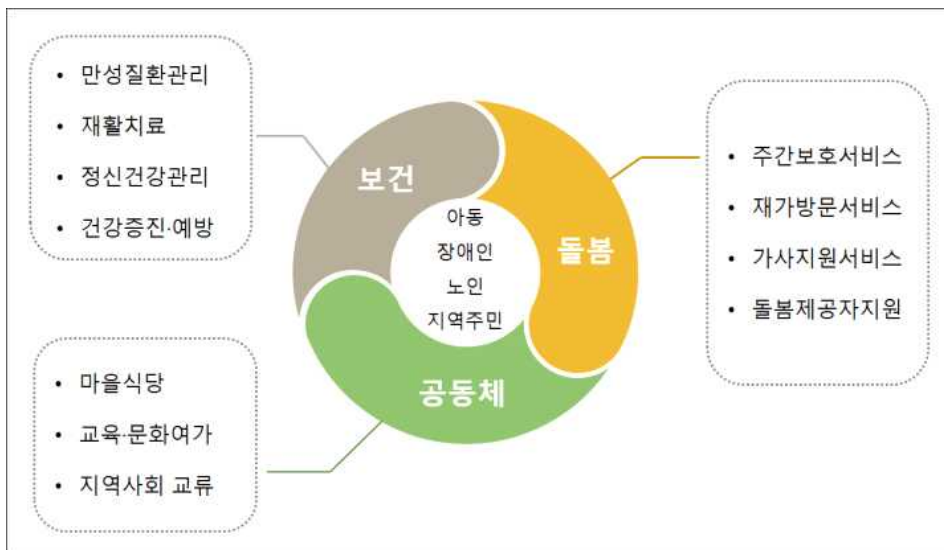 • 만성질환관리
• 재활치료
• 정신건강관리
• 건강증진·예방
보건
아동
장애인
노인
지역주민
돌봄
• 주간보호서비스
• 재가방문서비스
• 가사지원서비스
• 돌봄제공자지원
공동체
• 마을식당
• 교육·문화여가
• 지역사회 교류